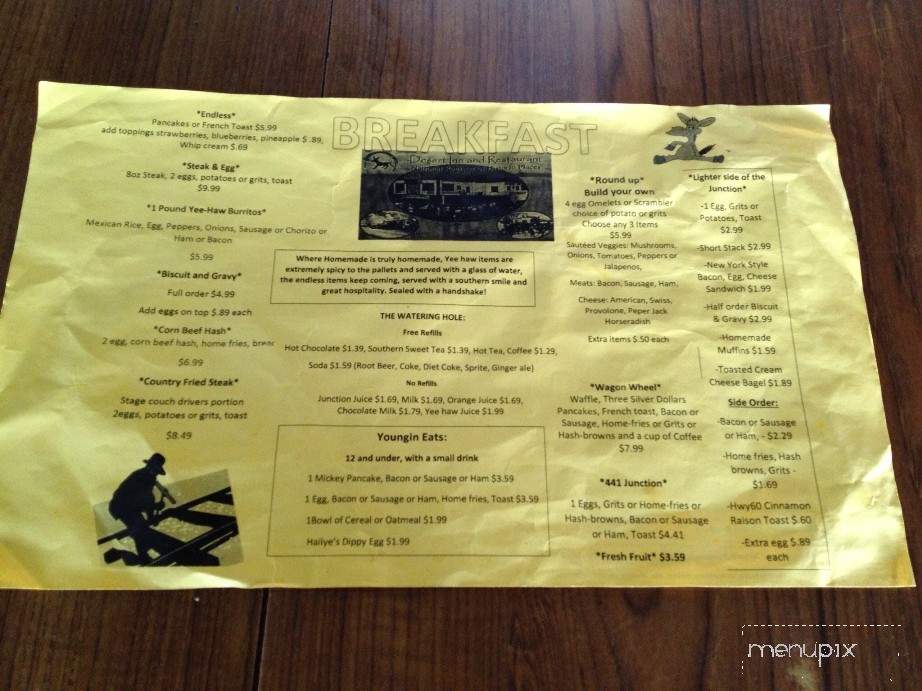 BREAKFAST
*Endless*
Pancakes or French Toast $5.99
add toppings strawberries, blueberries, pineapple $ .89,
Whip cream $.69
*Steak & Egg*
8oz Steak, 2 eggs, potatoes or grits, toast
$9.99
*1 Pound Yee-Haw Burritos*
Mexican Rice, Egg, Peppers, Onions, Sausage or Chorizo or
Ham or Bacon
$5.99
*Biscuit and Gravy*
Full order $4.99
Add eggs on top $.89 each
*Corn Beef Hash*
2 egg, corn beef hash, home fries, bread
$6.99
*Country Fried Steak*
Stage couch drivers portion
2eggs, potatoes or grits, toast
$8.49
Desert Inn and Restaurant
Where Homemade is truly homemade, Yee haw items are
extremely spicy to the pallets and served with a glass of water,
the endless items keep coming, served with a southern smile and
great hospitality. Sealed with a handshake!
THE WATERING HOLE:
Free Refills
Hot Chocolate $1.39, Southern Sweet Tea $1.39, Hot Tea, Coffee $1.29,
Soda $1.59 (Root Beer, Coke, Diet Coke, Sprite, Ginger ale)
No Refills
Junction Juice $1.69, Milk $1.69, Orange Juice $1.69,
Chocolate Milk $1.79, Yee haw Juice $1.99
Youngin Eats:
12 and under, with a small drink
1 Mickey Pancake, Bacon or Sausage or Ham $3.59
1 Egg, Bacon or Sausage or Ham, Home fries, Toast $3.59
1Bowl of Cereal or Oatmeal $1.99
Hailye's Dippy Egg $1.99
*Round up*
Build your own
4 egg Omelets or Scrambler
choice of potato or grits
Choose any 3 Items
$5.99
Sautéed Veggies: Mushrooms,
Onions, Tomatoes, Peppers or
Jalapenos,
Meats: Bacon, Sausage, Ham,
Cheese: American, Swiss,
Provolone, Peper Jack
Horseradish
Extra items $.50 each
*Wagon Wheel*
Waffle, Three Silver Dollars
Pancakes, French toast, Bacon or
Sausage, Home-fries or Grits or
Hash-browns and a cup of Coffee
$7.99
*441 Junction*
1 Eggs, Grits or Home-fries or
Hash-browns, Bacon or Sausage
or Ham, Toast $4.41
*Fresh Fruit* $3.59
*Lighter side of the
Junction*
-1 Egg, Grits or
Potatoes, Toast
$2.99
-Short Stack $2.99
-New York Style
Bacon, Egg, Cheese
Sandwich $1.99
-Half order Biscuit
& Gravy $2.99
-Homemade
Muffins $1.59
-Toasted Cream
Cheese Bagel $1.89
Side Order:
-Bacon or Sausage
or Ham, - $2.29
-Home fries, Hash
browns, Grits -
$1.69
-Hwy60 Cinnamon
Raison Toast $.60
-Extra egg $.89
each
menupix